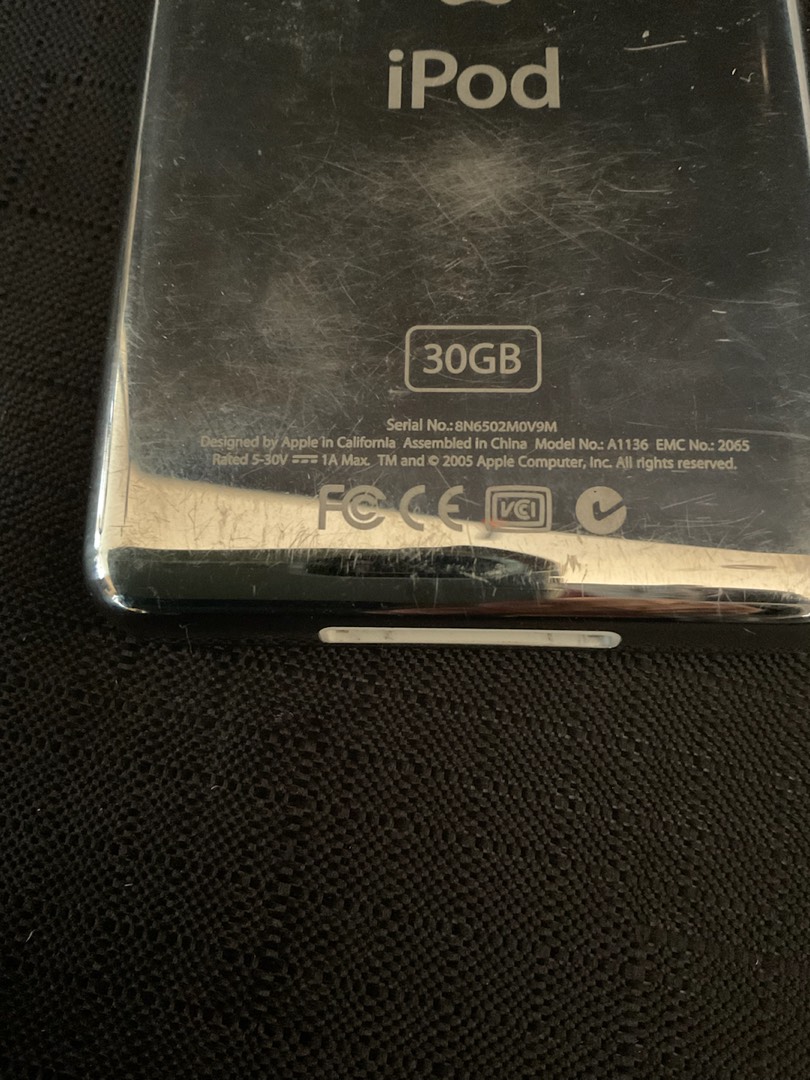 iPod
30GB
Serial No.: 8N6502M0V9M
Designed by Apple in California Assembled in China Model No.: A1136 EMC No.: 2065
Rated 5-30V 1A Max. TM and © 2005 Apple Computer, Inc. All rights reserved.
FC CE VCI